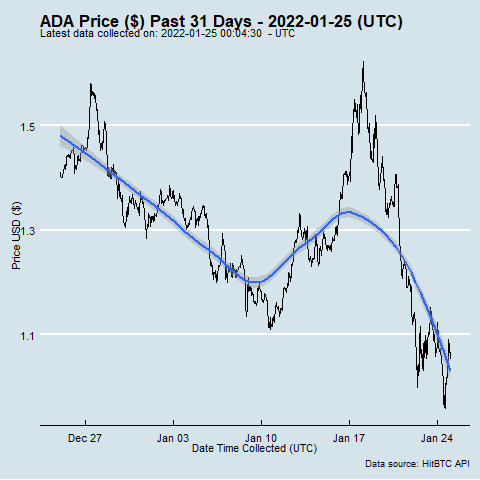 ADA Price ($) Past 31 Days - 2022-01-25 (UTC)
Latest data collected on: 2022-01-25 00:04:30 - UTC
1.5
1.3
1.1
Price USD ($)
Dec 27 Jan 03 Jan 10 Jan 17 Jan 24
Date Time Collected (UTC)
Data source: HitBTC API